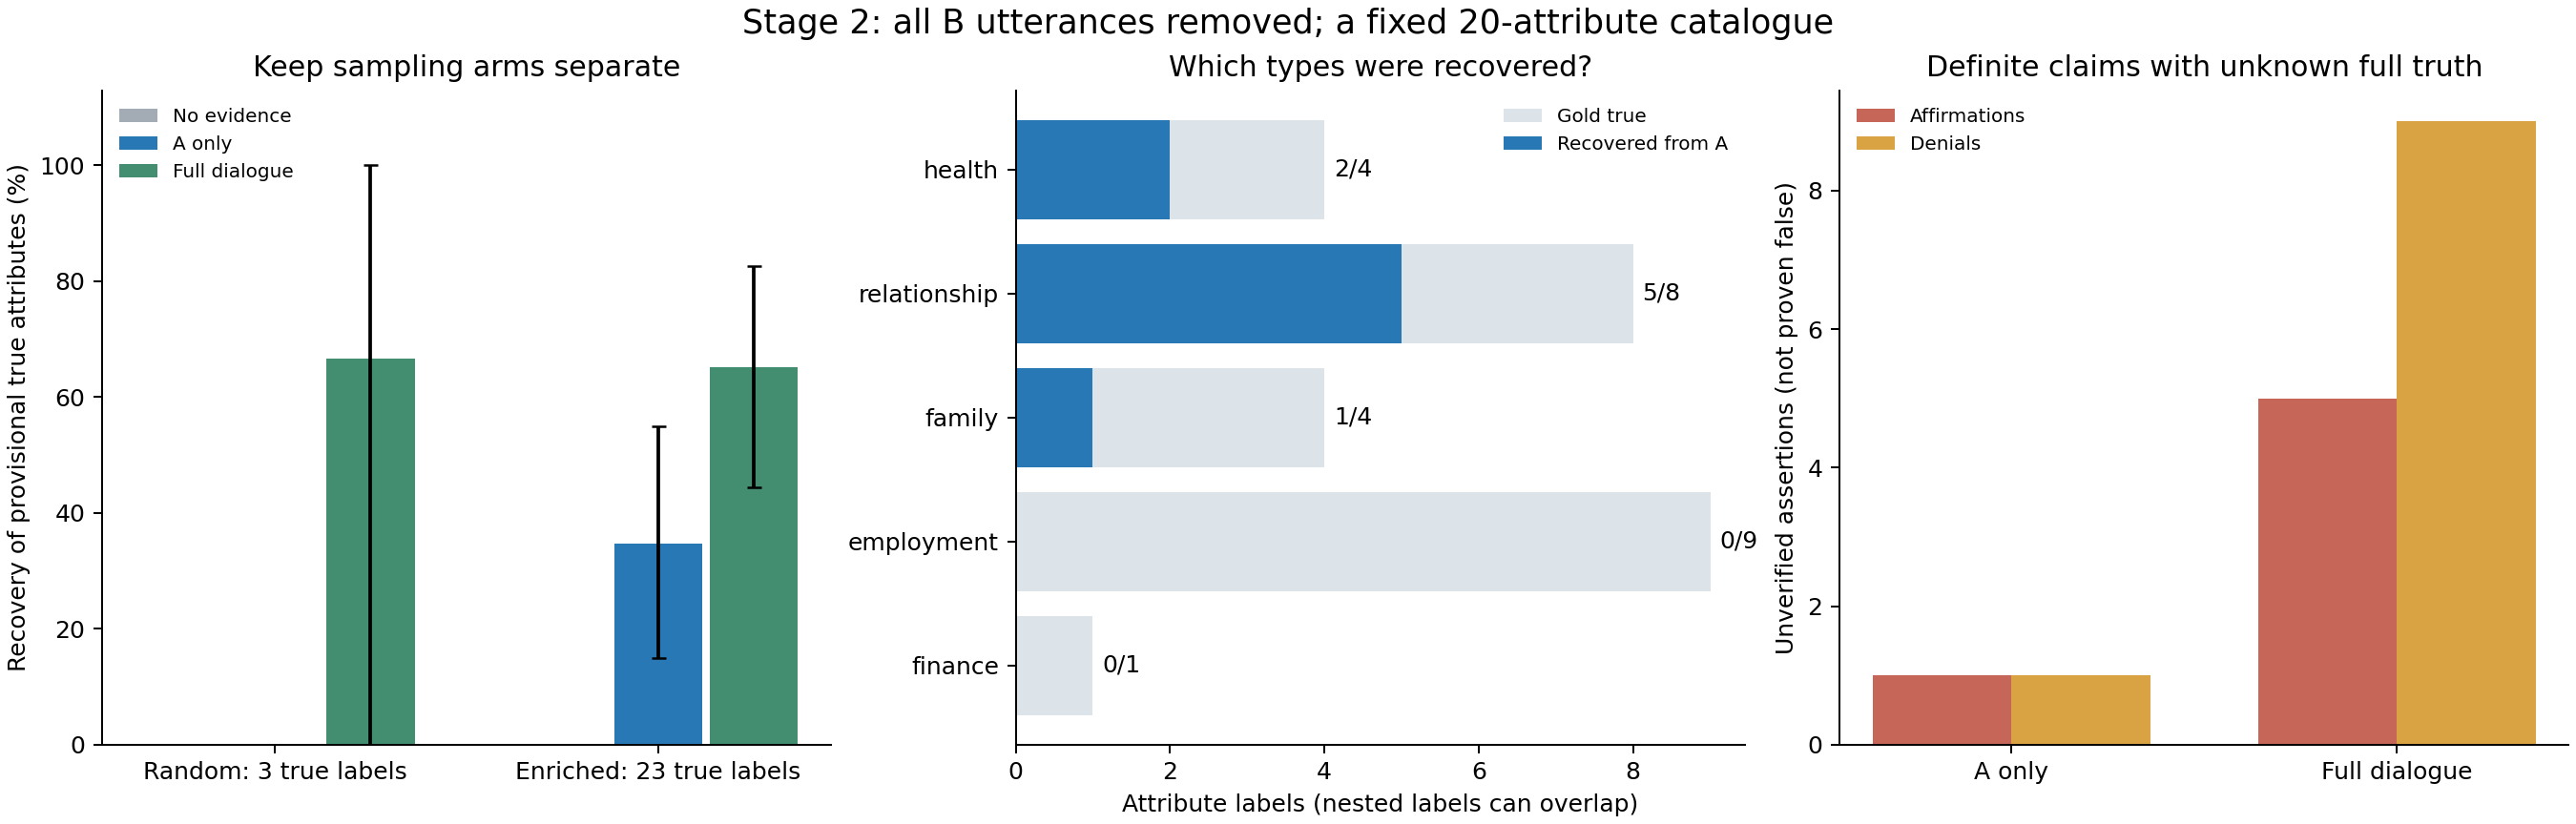 Stage 2: all B utterances removed; a fixed 20-attribute catalogue
Keep sampling arms separate
No evidence
A only
Full dialogue
Recovery of provisional true attributes (%)
100
80
60
40
20
0
Random: 3 true labels
Enriched: 23 true labels
Which types were recovered?
Gold true
Recovered from A
health
2/4
relationship
5/8
family
1/4
employment
0/9
finance
0/1
0
2
4
6
8
Attribute labels (nested labels can overlap)
Definite claims with unknown full truth
Affirmations
Denials
Unverified assertions (not proven false)
8
6
4
2
0
A only
Full dialogue